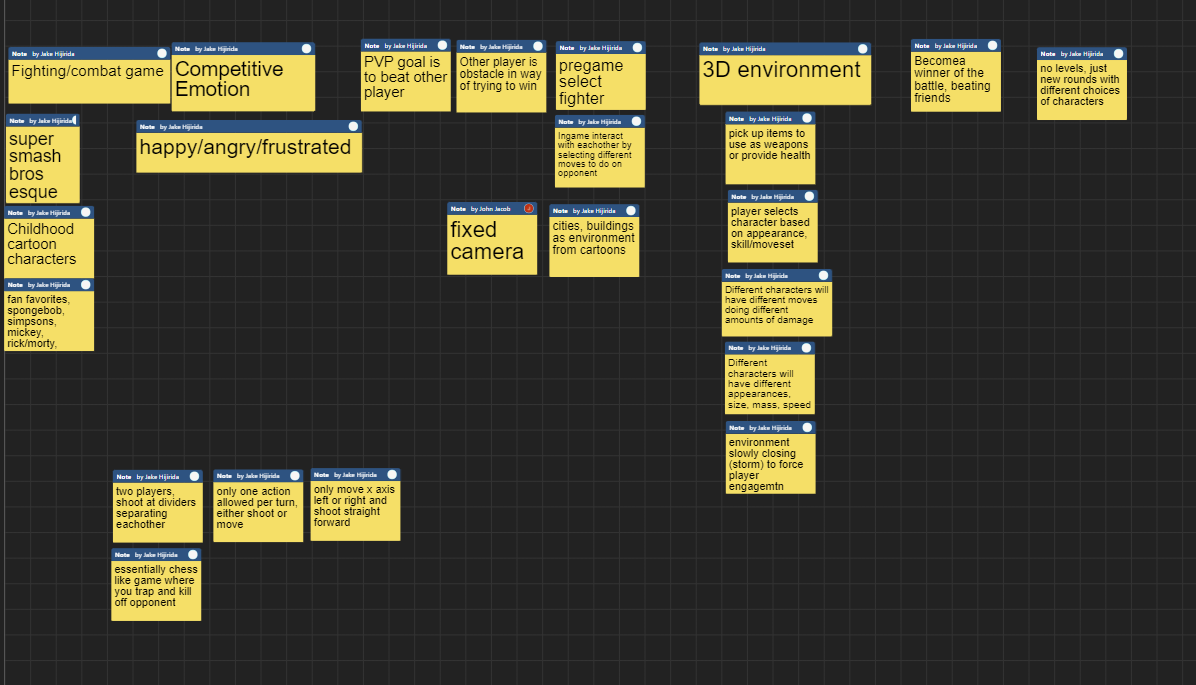 Note by Jake Hijirida
Fighting/combat game
Note by Jake Hijirida
Competitive
Emotion
Note by Jake Hijirida
PVP goal is
to beat other
player
Note by Jake Hijirida
Other player is
obstacle in way
of trying to win
Note by Jake Hijirida
pregame
select
fighter
Note by Jake Hijirida
3D environment
Note by Jake Hijirida
Becomea
winner of the
battle, beating
friends
Note by Jake Hijirida
no levels, just
new rounds with
different choices
of characters
Note by Jake Hijirida
super
smash
bros
esque
Note by Jake Hijirida
happy/angry/frustrated
Note by Jake Hijirida
Ingame interact
with eachother by
selecting different
moves to do on
opponent
Note by Jake Hijirida
pick up items to
use as weapons
or provide health
Note by Jake Hijirida
Childhood
cartoon
characters
Note by John Jacob
fixed
camera
Note by Jake Hijirida
cities, buildings
as environment
from cartoons
Note by Jake Hijirida
player selects
character based
on appearance,
skill/moveset
Note by Jake Hijirida
fan favorites,
spongebob,
simpsons,
mickey,
rick/morty,
Note by Jake Hijirida
Different characters will
have different moves
doing different
amounts of damage
Note by Jake Hijirida
Different
characters will
have different
appearances,
size, mass, speed
Note by Jake Hijirida
environment
slowly closing
(storm) to force
player
engagemtn
Note by Jake Hijirida
two players,
shoot at dividers
separating
eachother
Note by Jake Hijirida
only one action
allowed per turn,
either shoot or
move
Note by Jake Hijirida
only move x axis
left or right and
shoot straight
forward
Note by Jake Hijirida
essentially chess
like game where
you trap and kill
off opponent